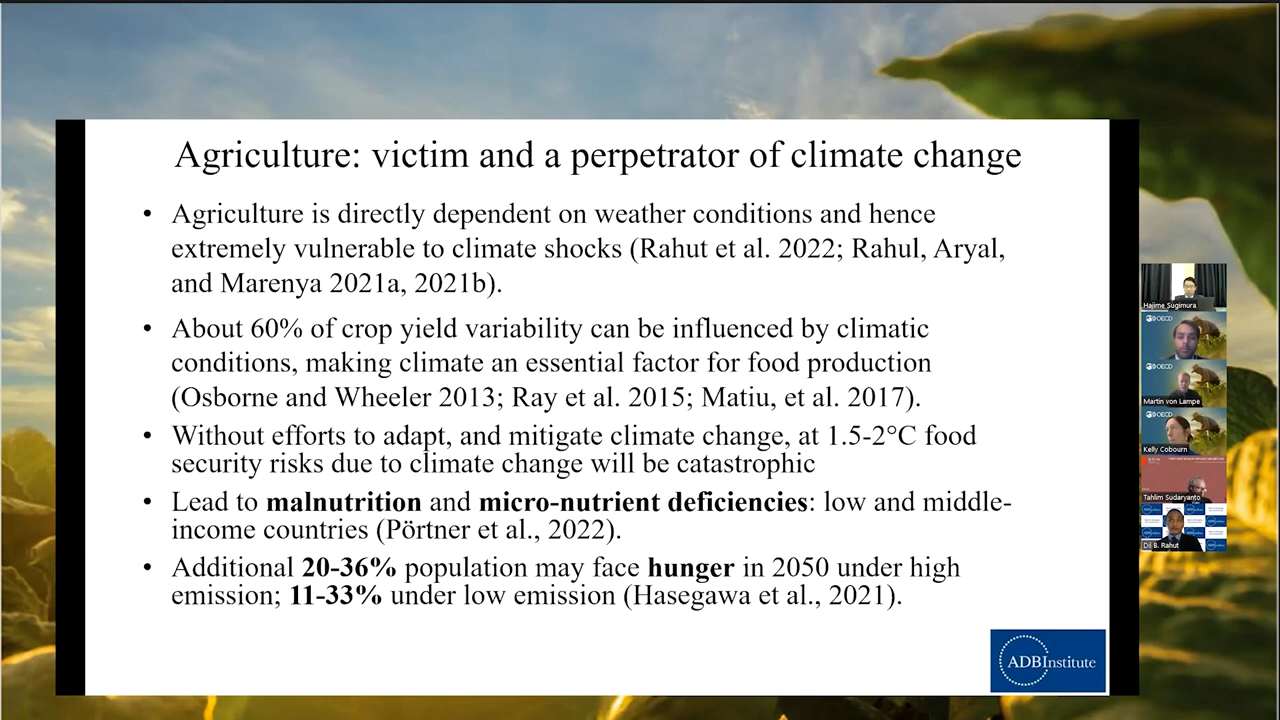 Agriculture: victim and a perpetrator of climate change
• Agriculture is directly dependent on weather conditions and hence
extremely vulnerable to climate shocks (Rahut et al. 2022; Rahul, Aryal,
and Marenya 2021a, 2021b).
• About 60% of crop yield variability can be influenced by climatic
conditions, making climate an essential factor for food production
(Osborne and Wheeler 2013; Ray et al. 2015; Matiu, et al. 2017).
• Without efforts to adapt, and mitigate climate change, at 1.5-2°C food
security risks due to climate change will be catastrophic
• Lead to malnutrition and micro-nutrient deficiencies: low and middle-
income countries (Pörtner et al., 2022).
• Additional 20-36% population may face hunger in 2050 under high
emission; 11-33% under low emission (Hasegawa et al., 2021).
ADBInstitute
Hajime Sugimura
OECD
OECD
Martin von Lampe
OECD
Kelly Cobourn
Tahlim Sudaryanto
Dil B. Rahut